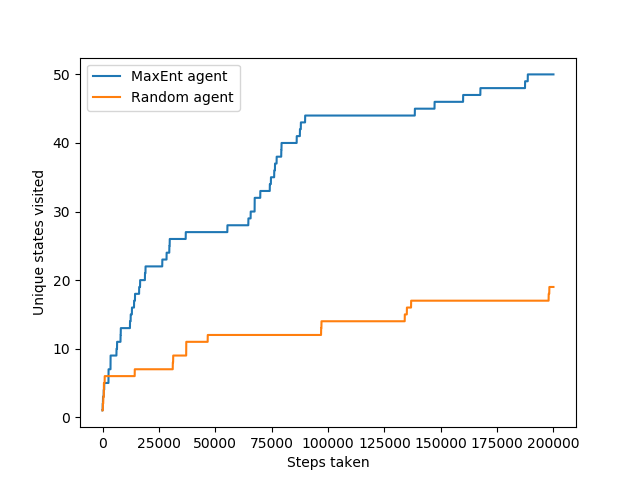 MaxEnt agent
Random agent
Unique states visited
50
40
30
20
10
0
0 25000 50000 75000 100000 125000 150000 175000 200000
Steps taken